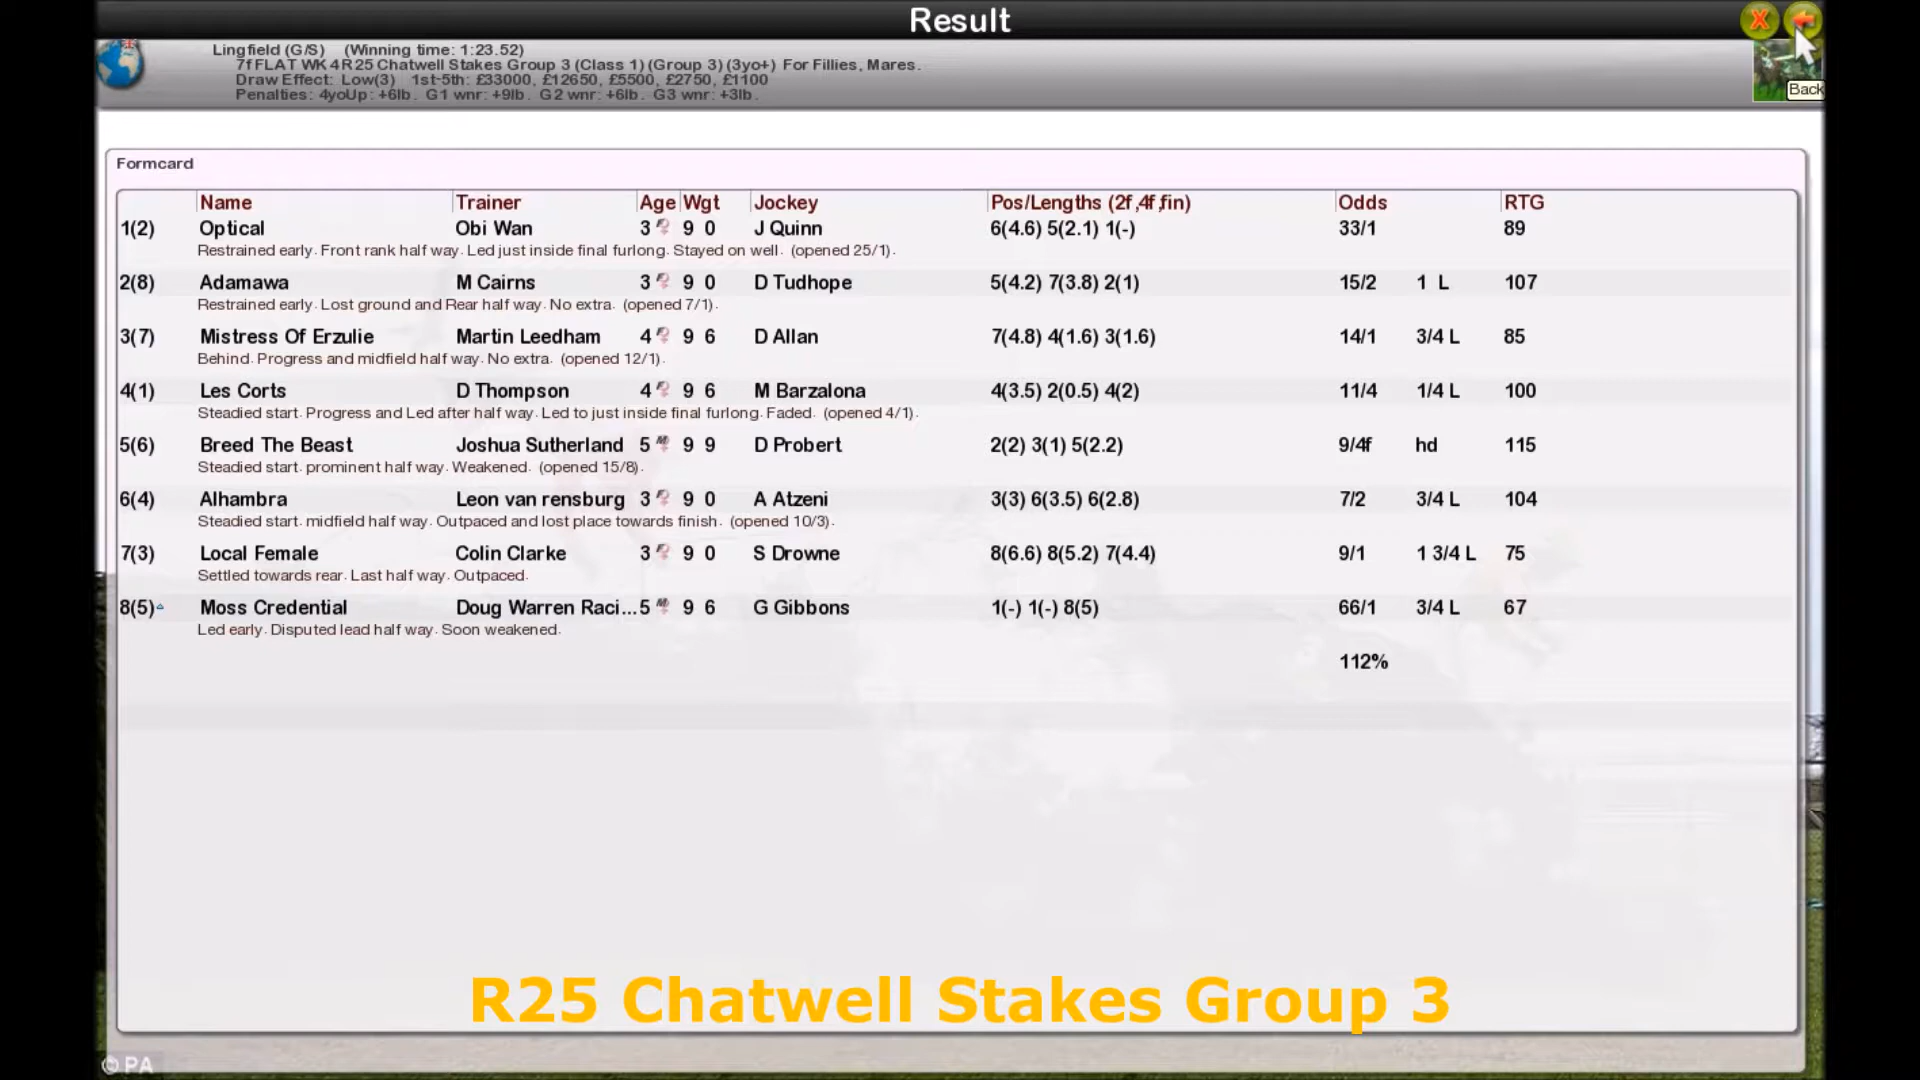 Result
Lingfield (G/S) (Winning time: 1:23.52)
7f FLAT WK 4 R25 Chatwell Stakes Group 3 (Class 1) (Group 3) (3yo+) For Fillies, Mares.
Draw Effect: Low(3) 1st-5th: £33000, £12650, £5500, £2750, £1100
Penalties: 4yoUp: +6lb. G1 wnr: +9lb. G2 wnr: +6lb. G3 wnr: +3lb.
Back
Formcard
Name Trainer Age Wgt Jockey Pos/Lengths (2f,4f,fin) Odds RTG
1(2) Optical Obi Wan 3 F 9 0 J Quinn 6(4.6) 5(2.1) 1(-) 33/1 89
Restrained early. Front rank half way. Led just inside final furlong. Stayed on well. (opened 25/1).
2(8) Adamawa M Cairns 3 F 9 0 D Tudhope 5(4.2) 7(3.8) 2(1) 15/2 1 L 107
Restrained early. Lost ground and Rear half way. No extra. (opened 7/1).
3(7) Mistress Of Erzulie Martin Leedham 4 F 9 6 D Allan 7(4.8) 4(1.6) 3(1.6) 14/1 3/4 L 85
Behind. Progress and midfield half way. No extra. (opened 12/1).
4(1) Les Corts D Thompson 4 F 9 6 M Barzalona 4(3.5) 2(0.5) 4(2) 11/4 1/4 L 100
Steadied start. Progress and Led after half way. Led to just inside final furlong. Faded. (opened 4/1).
5(6) Breed The Beast Joshua Sutherland 5 M 9 9 D Probert 2(2) 3(1) 5(2.2) 9/4f hd 115
Steadied start. prominent half way. Weakened. (opened 15/8).
6(4) Alhambra Leon van rensburg 3 F 9 0 A Atzeni 3(3) 6(3.5) 6(2.8) 7/2 3/4 L 104
Steadied start. midfield half way. Outpaced and lost place towards finish. (opened 10/3).
7(3) Local Female Colin Clarke 3 F 9 0 S Drowne 8(6.6) 8(5.2) 7(4.4) 9/1 1 3/4 L 75
Settled towards rear. Last half way. Outpaced.
8(5) Moss Credential Doug Warren Raci... 5 M 9 6 G Gibbons 1(-) 1(-) 8(5) 66/1 3/4 L 67
Led early. Disputed lead half way. Soon weakened.
112%
R25 Chatwell Stakes Group 3
© PA